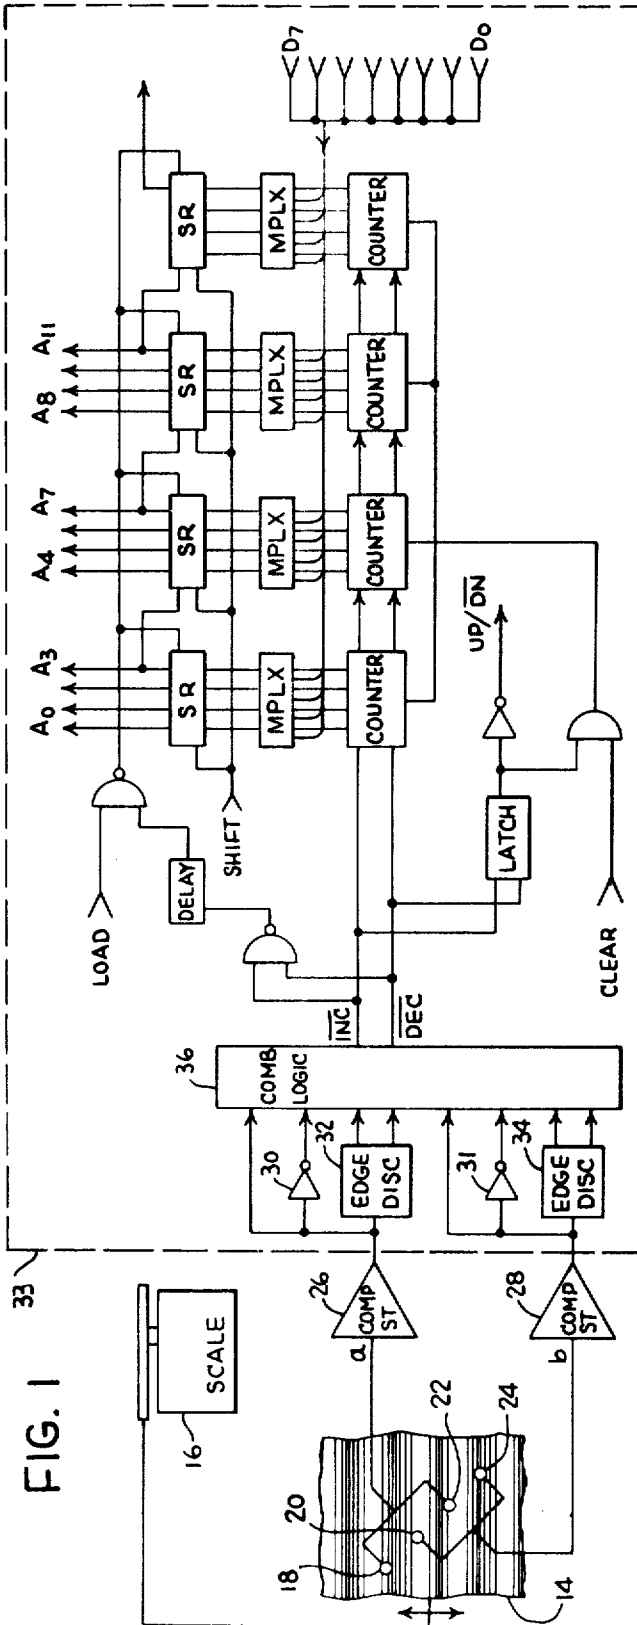 FIG. 1
33
SCALE
16
18
20
22
24
14
a
b
26
COMP
ST
28
COMP
ST
30
32
EDGE
DISC
31
34
EDGE
DISC
36
COMB
LOGIC
INC
DEC
LOAD
DELAY
SHIFT
CLEAR
LATCH
UP/DN
A0 A3 A4 A7 A8 A11
SR SR SR SR
MPLX MPLX MPLX MPLX
COUNTER COUNTER COUNTER COUNTER
D7
D0